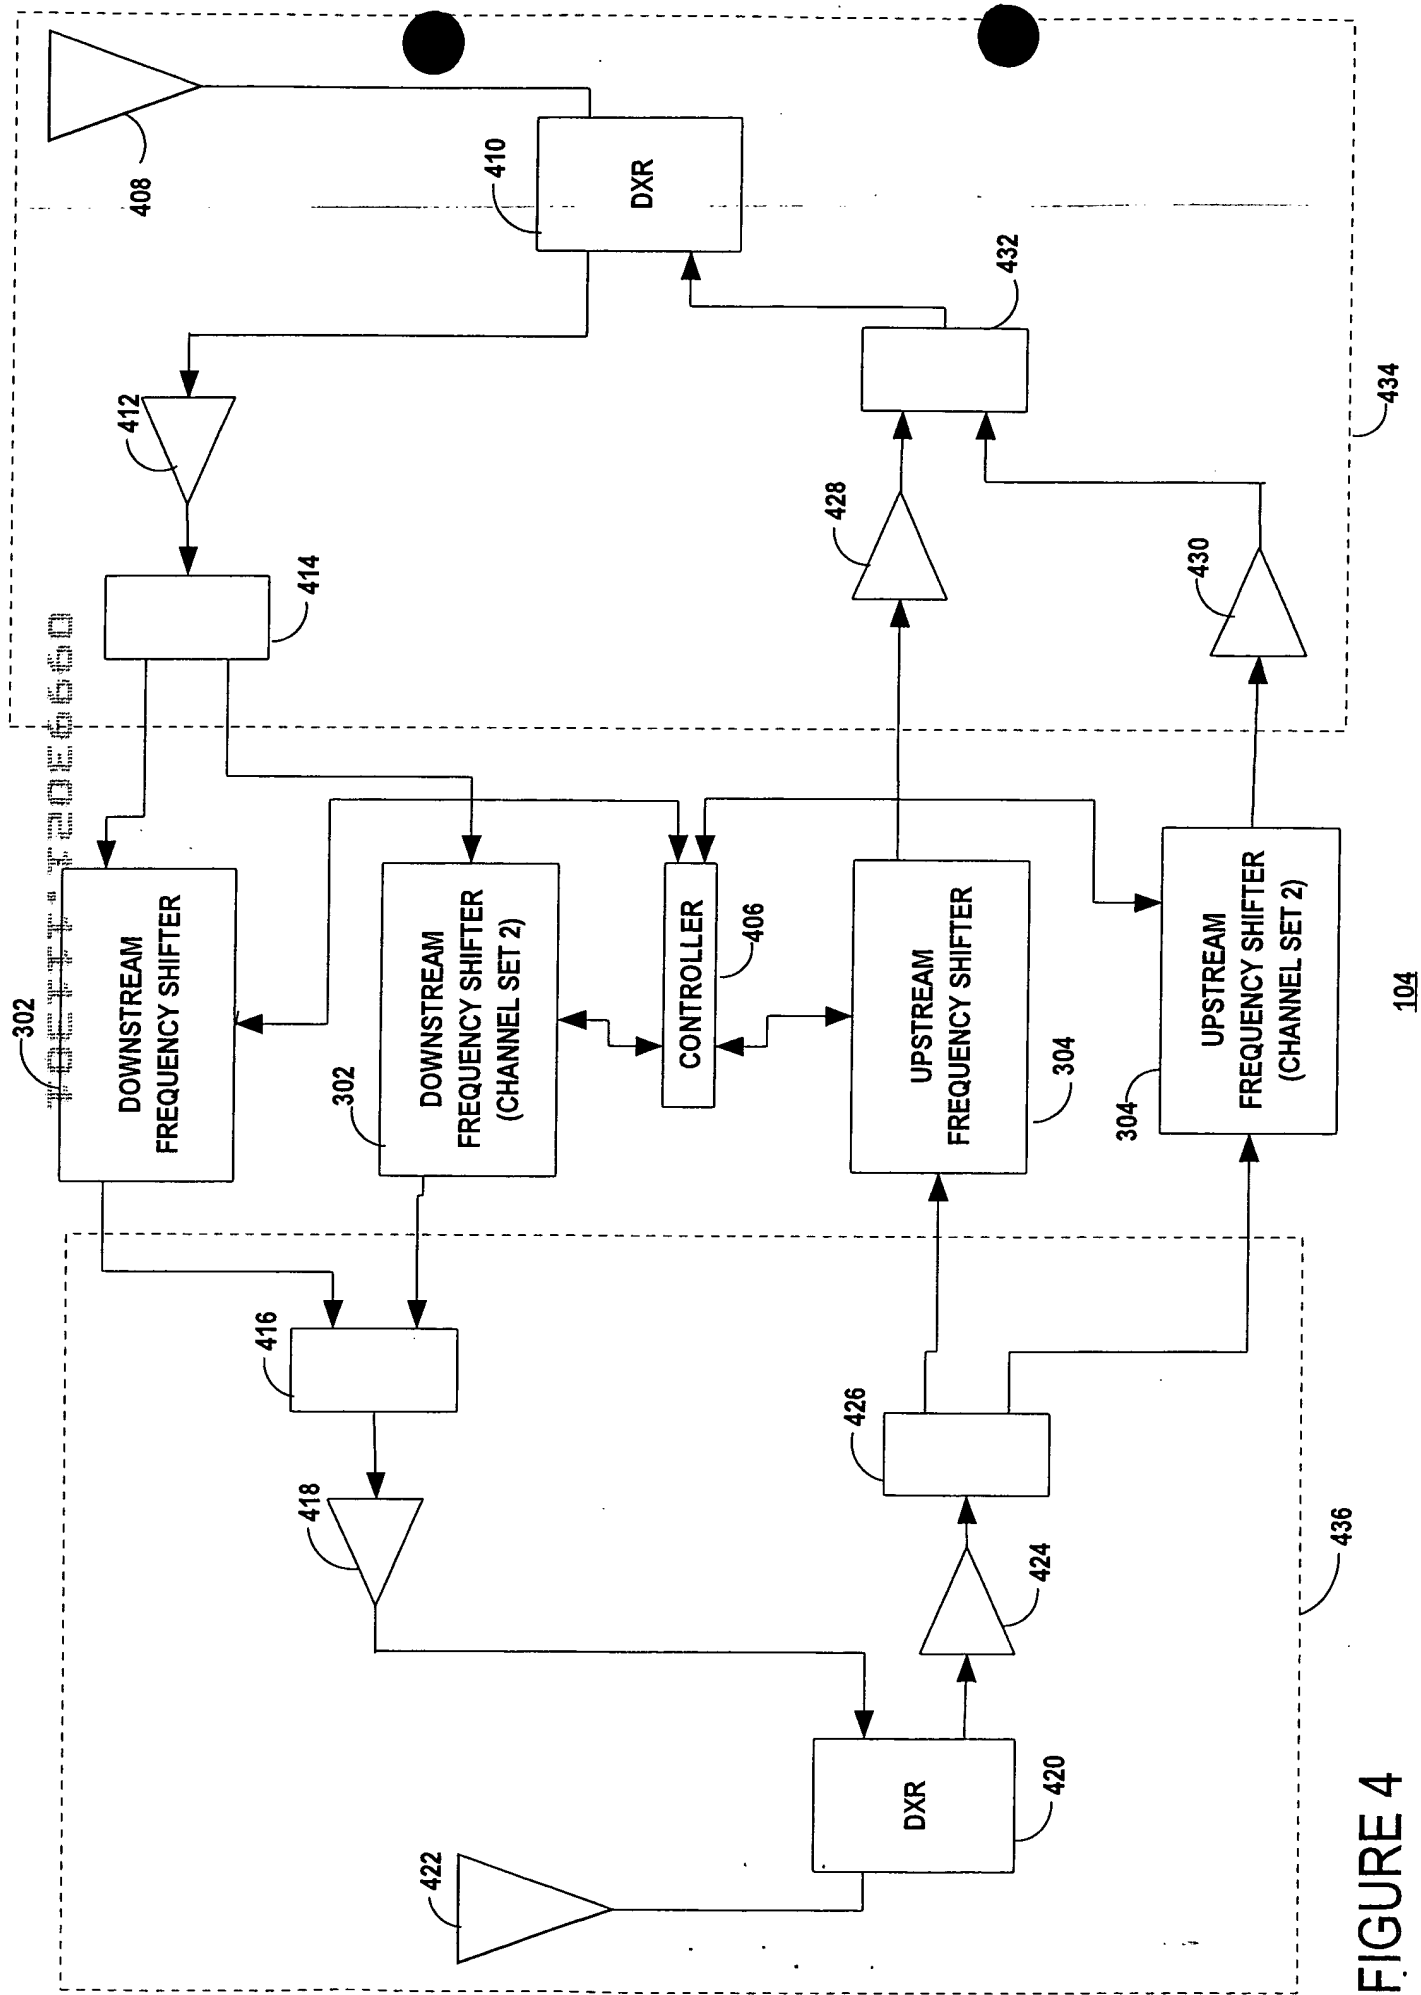 302
DOWNSTREAM
FREQUENCY SHIFTER
412
408
416
418
414
302
DOWNSTREAM
FREQUENCY SHIFTER
(CHANNEL SET 2)
422
410
DXR
CONTROLLER
406
428
426
DXR
UPSTREAM
FREQUENCY SHIFTER
432
420
424
304
304
430
UPSTREAM
FREQUENCY SHIFTER
(CHANNEL SET 2)
436
434
FIGURE 4
104